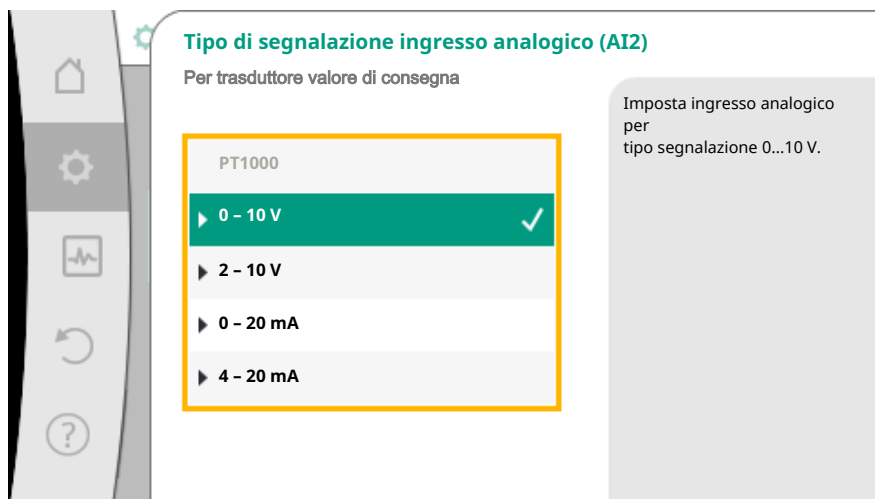 Tipo di segnalazione ingresso analogico (AI2)
Per trasduttore valore di consegna
PT1000
0 – 10 V
2 – 10 V
0 – 20 mA
4 – 20 mA
Imposta ingresso analogico
per
tipo segnalazione 0...10 V.
?